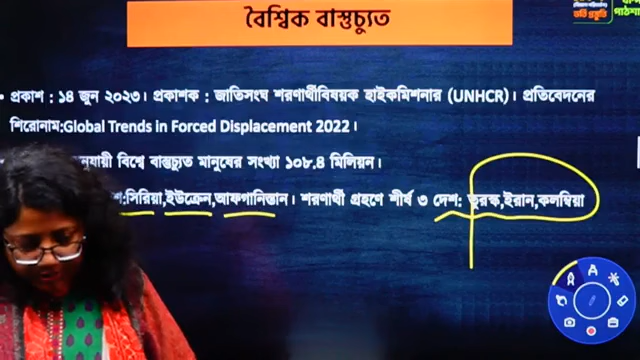 বৈশ্বিক বাস্তুচ্যুত
প্রকাশ : ১৪ জুন ২০২৩। প্রকাশক : জাতিসংঘ শরণার্থীবিষয়ক হাইকমিশনার (UNHCR)। প্রতিবেদনের
শিরোনাম:Global Trends in Forced Displacement 2022।
বিশ্বে বাস্তুচ্যুত মানুষের সংখ্যা ১০৮.৪ মিলিয়ন।
সিরিয়া,ইউক্রেন,আফগানিস্তান। শরণার্থী গ্রহণে শীর্ষ ৩ দেশ: তুরস্ক,ইরান,কলম্বিয়া